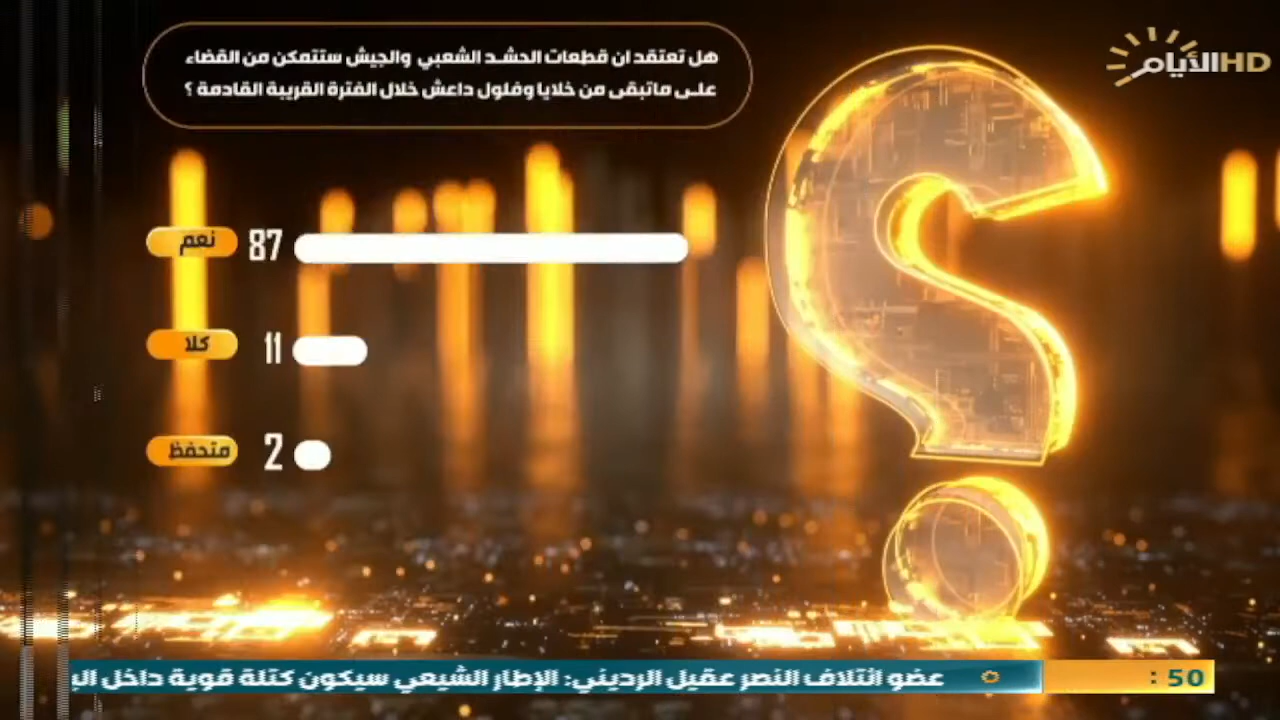 هل تعتقد ان قطعات الحشد الشعبي والجيش ستتمكن من القضاء
على ماتبقى من خلايا وفلول داعش خلال الفترة القريبة القادمة ؟
الأيام HD
نعم 87
كلا 11
متحفظ 2
عضو ائتلاف النصر عقيل الرديني: الإطار الشيعي سيكون كتلة قوية داخل
50 :